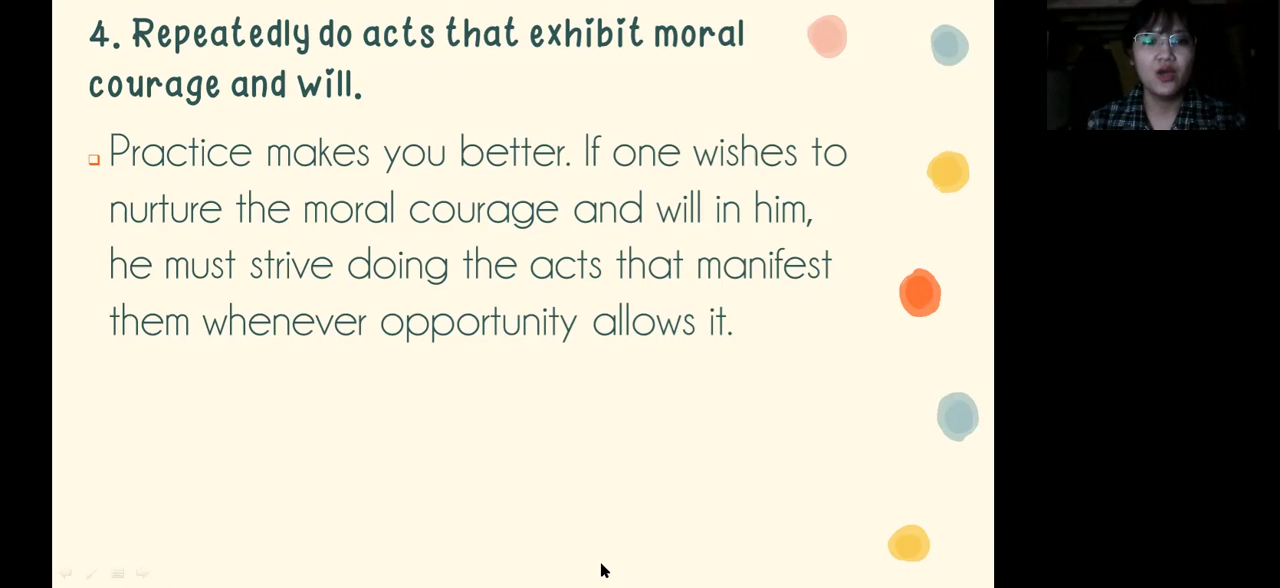 4. Repeatedly do acts that exhibit moral
courage and will.
Practice makes you better. If one wishes to
nurture the moral courage and will in him,
he must strive doing the acts that manifest
them whenever opportunity allows it.